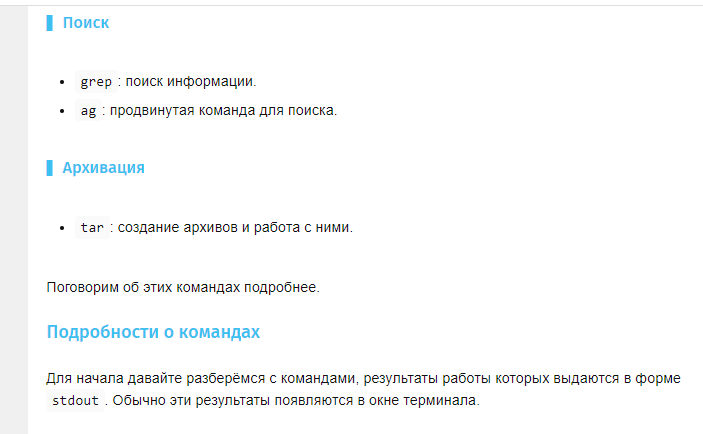 Поиск
grep : поиск информации.
ag : продвинутая команда для поиска.
Архивация
tar : создание архивов и работа с ними.
Поговорим об этих командах подробнее.
Подробности о командах
Для начала давайте разберёмся с командами, результаты работы которых выдаются в форме
stdout . Обычно эти результаты появляются в окне терминала.